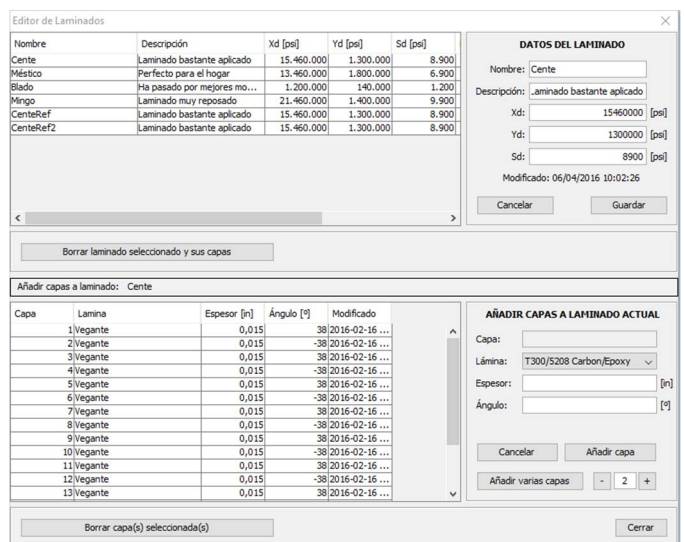 Editor de Laminados
Nombre Descripción Xd [psi] Yd [psi] Sd [psi]
Cente Laminado bastante aplicado 15.460.000 1.300.000 8.900
Méstico Perfecto para el hogar 13.460.000 1.800.000 6.900
Blado Ha pasado por mejores mo... 1.200.000 140.000 1.200
Mingo Laminado muy reposado 21.460.000 1.400.000 9.900
CenteRef Laminado bastante aplicado 15.460.000 1.300.000 8.900
CenteRef2 Laminado bastante aplicado 15.460.000 1.300.000 8.900
DATOS DEL LAMINADO
Nombre: Cente
Descripción: .aminado bastante aplicado
Xd: 15460000 [psi]
Yd: 1300000 [psi]
Sd: 8900 [psi]
Modificado: 06/04/2016 10:02:26
Cancelar Guardar
Borrar laminado seleccionado y sus capas
Añadir capas a laminado: Cente
Capa Lamina Espesor [in] Ángulo [º] Modificado
1 Vegante 0,015 38 2016-02-16 ...
2 Vegante 0,015 -38 2016-02-16 ...
3 Vegante 0,015 38 2016-02-16 ...
4 Vegante 0,015 -38 2016-02-16 ...
5 Vegante 0,015 38 2016-02-16 ...
6 Vegante 0,015 -38 2016-02-16 ...
7 Vegante 0,015 38 2016-02-16 ...
8 Vegante 0,015 -38 2016-02-16 ...
9 Vegante 0,015 38 2016-02-16 ...
10 Vegante 0,015 -38 2016-02-16 ...
11 Vegante 0,015 38 2016-02-16 ...
12 Vegante 0,015 -38 2016-02-16 ...
13 Vegante 0,015 38 2016-02-16 ...
AÑADIR CAPAS A LAMINADO ACTUAL
Capa:
Lámina: T300/5208 Carbon/Epoxy
Espesor: [in]
Ángulo: [º]
Cancelar Añadir capa
Añadir varias capas - 2 +
Borrar capa(s) seleccionada(s) Cerrar